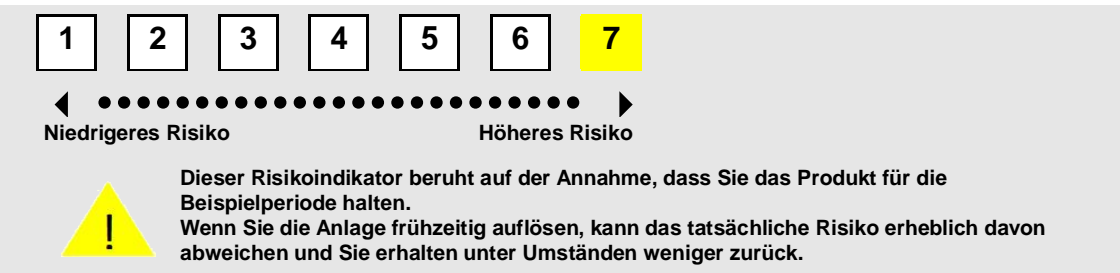 1 2 3 4 5 6 7
Niedrigeres Risiko Höheres Risiko
Dieser Risikoindikator beruht auf der Annahme, dass Sie das Produkt für die
Beispielperiode halten.
Wenn Sie die Anlage frühzeitig auflösen, kann das tatsächliche Risiko erheblich davon
abweichen und Sie erhalten unter Umständen weniger zurück.
!